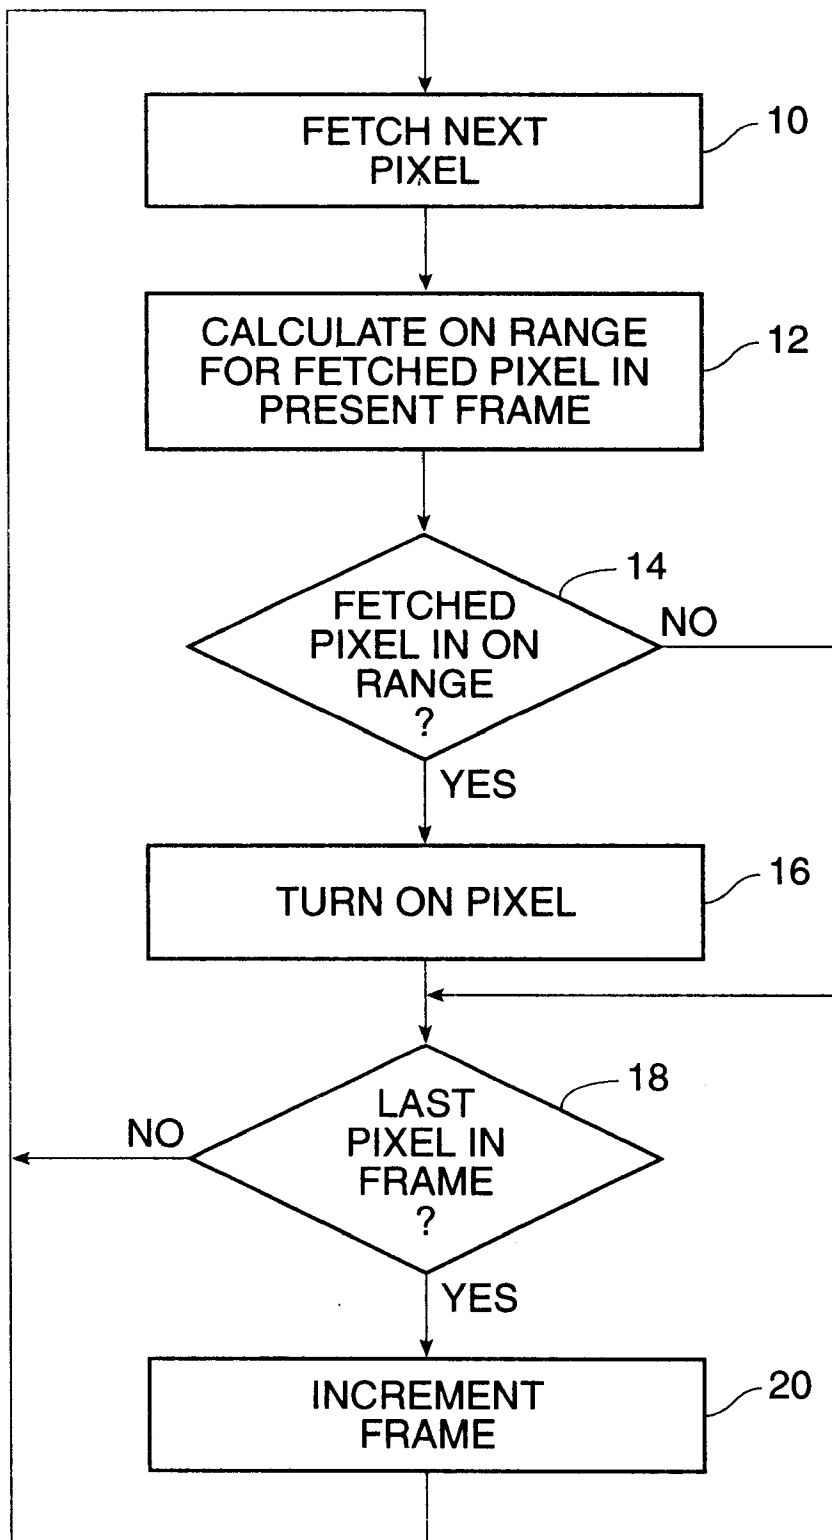 FETCH NEXT
PIXEL
10
CALCULATE ON RANGE
FOR FETCHED PIXEL IN
PRESENT FRAME
12
14
FETCHED
PIXEL IN ON
RANGE
?
NO
YES
TURN ON PIXEL
16
18
LAST
PIXEL IN
FRAME
?
NO
YES
INCREMENT
FRAME
20